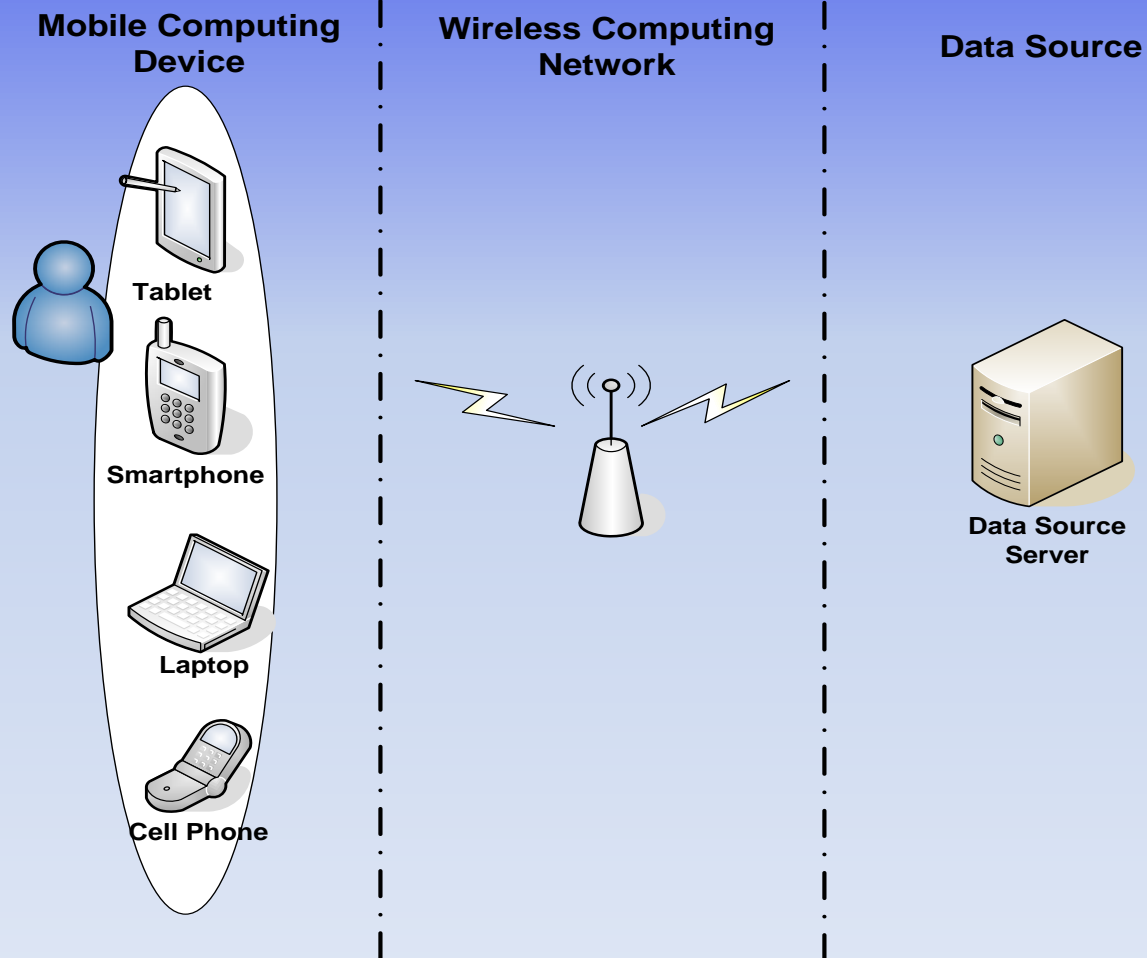 Mobile Computing
Device
Wireless Computing
Network
Data Source
Tablet
Smartphone
Laptop
Cell Phone
Data Source
Server